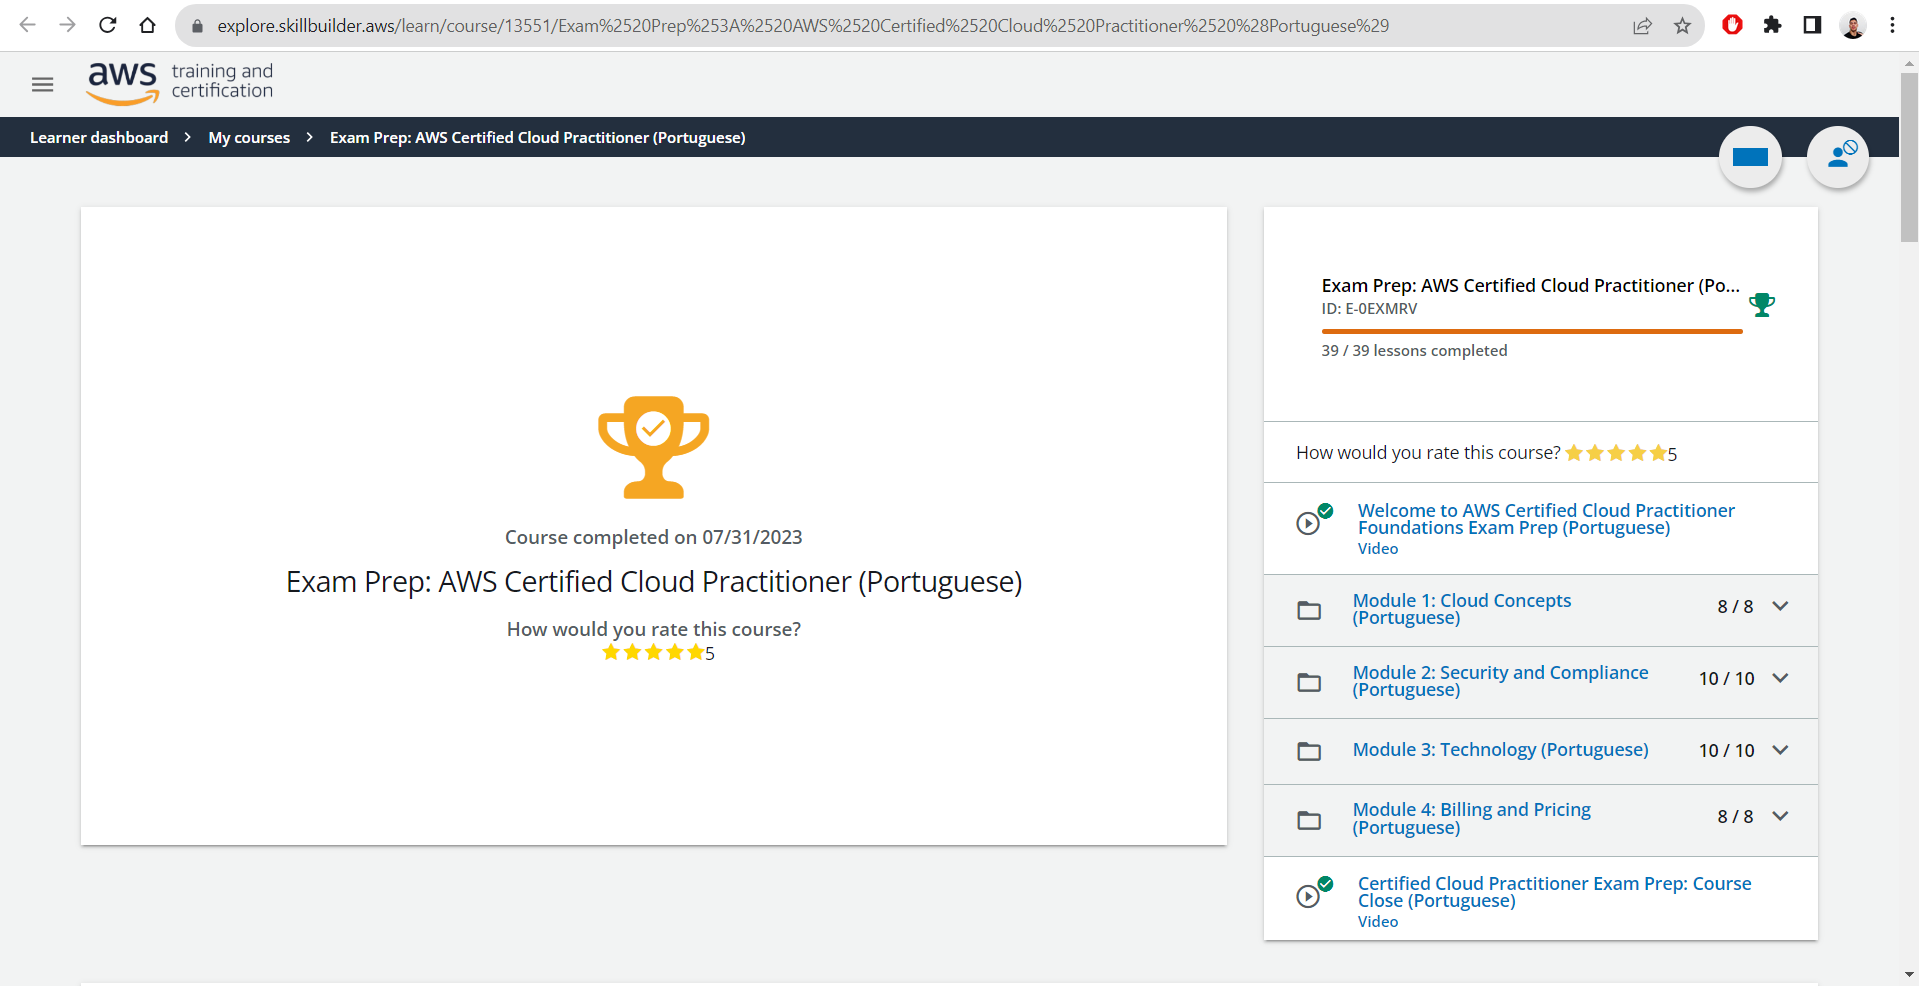 explore.skillbuilder.aws/learn/course/13551/Exam%2520Prep%253A%2520AWS%2520Certified%2520Cloud%2520Practitioner%2520%28Portuguese%29
aws training and
certification
Learner dashboard > My courses > Exam Prep: AWS Certified Cloud Practitioner (Portuguese)
Course completed on 07/31/2023
Exam Prep: AWS Certified Cloud Practitioner (Portuguese)
How would you rate this course?
5
Exam Prep: AWS Certified Cloud Practitioner (Po...
ID: E-0EXMRV
39 / 39 lessons completed
How would you rate this course? 5
Welcome to AWS Certified Cloud Practitioner
Foundations Exam Prep (Portuguese)
Video
Module 1: Cloud Concepts
(Portuguese)
8 / 8
Module 2: Security and Compliance
(Portuguese)
10 / 10
Module 3: Technology (Portuguese)
10 / 10
Module 4: Billing and Pricing
(Portuguese)
8 / 8
Certified Cloud Practitioner Exam Prep: Course
Close (Portuguese)
Video